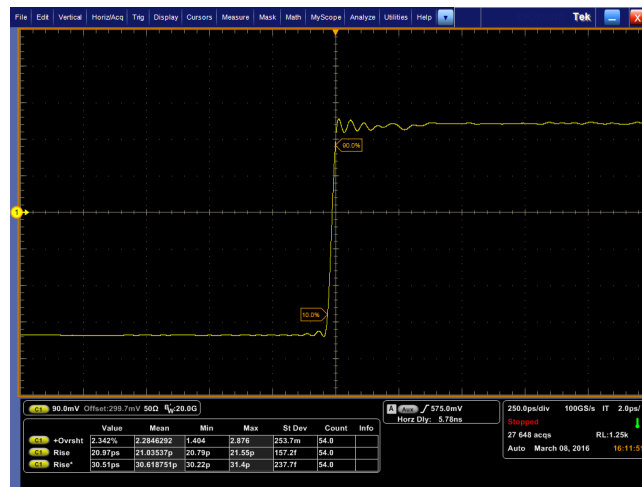 File Edit Vertical Horiz/Acq Trig Display Cursors Measure Mask Math MyScope Analyze Utilities Help Tek X
90.0%
1
10.0%
C1 90.0mV Offset:299.7mV 50Ω BW:20.0G
A Aux 575.0mV
Horz Dly: 5.78ns
250.0ps/div 100GS/s IT 2.0ps/
Stopped
27 648 acqs RL:1.25k
Auto March 08, 2016 16:11:5
Value Mean Min Max St Dev Count Info
C1 +Ovrsht 2.342% 2.2846292 1.404 2.876 253.7m 54.0
C1 Rise 20.97ps 21.03537p 20.79p 21.55p 157.2f 54.0
C1 Rise* 30.51ps 30.618751p 30.22p 31.4p 237.7f 54.0